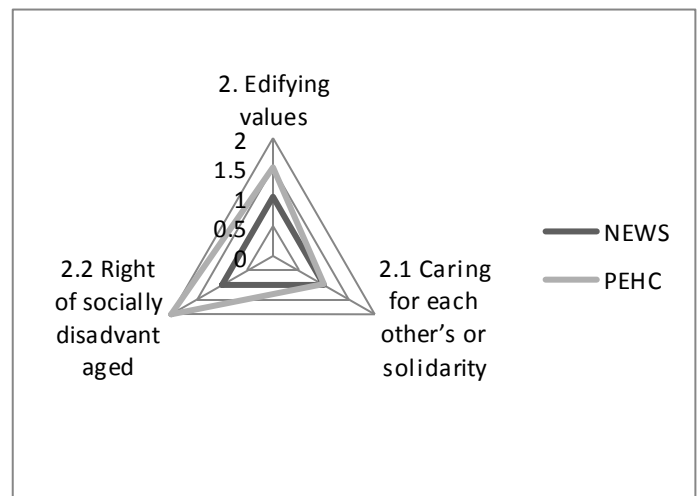 2. Edifying
values
2
1.5
1
0.5
0
2.2 Right
of socially
disadvant
aged
2.1 Caring
for each
other’s or
solidarity
NEWS
PEHC